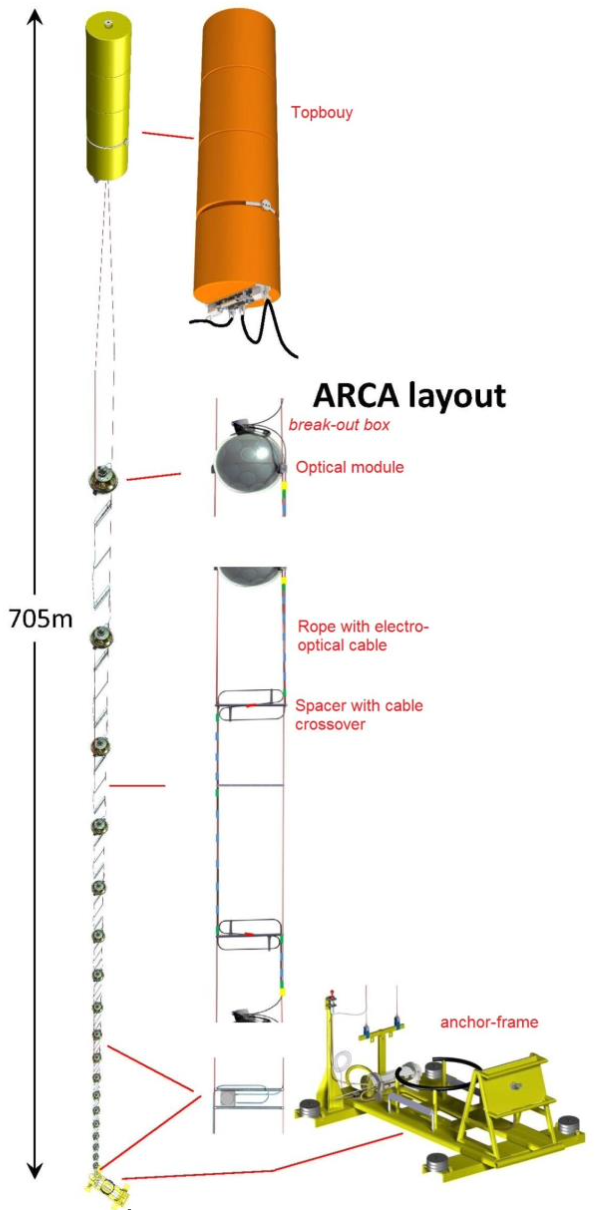 Topbouy
ARCA layout
break-out box
Optical module
705m
Rope with electro-
optical cable
Spacer with cable
crossover
anchor-frame